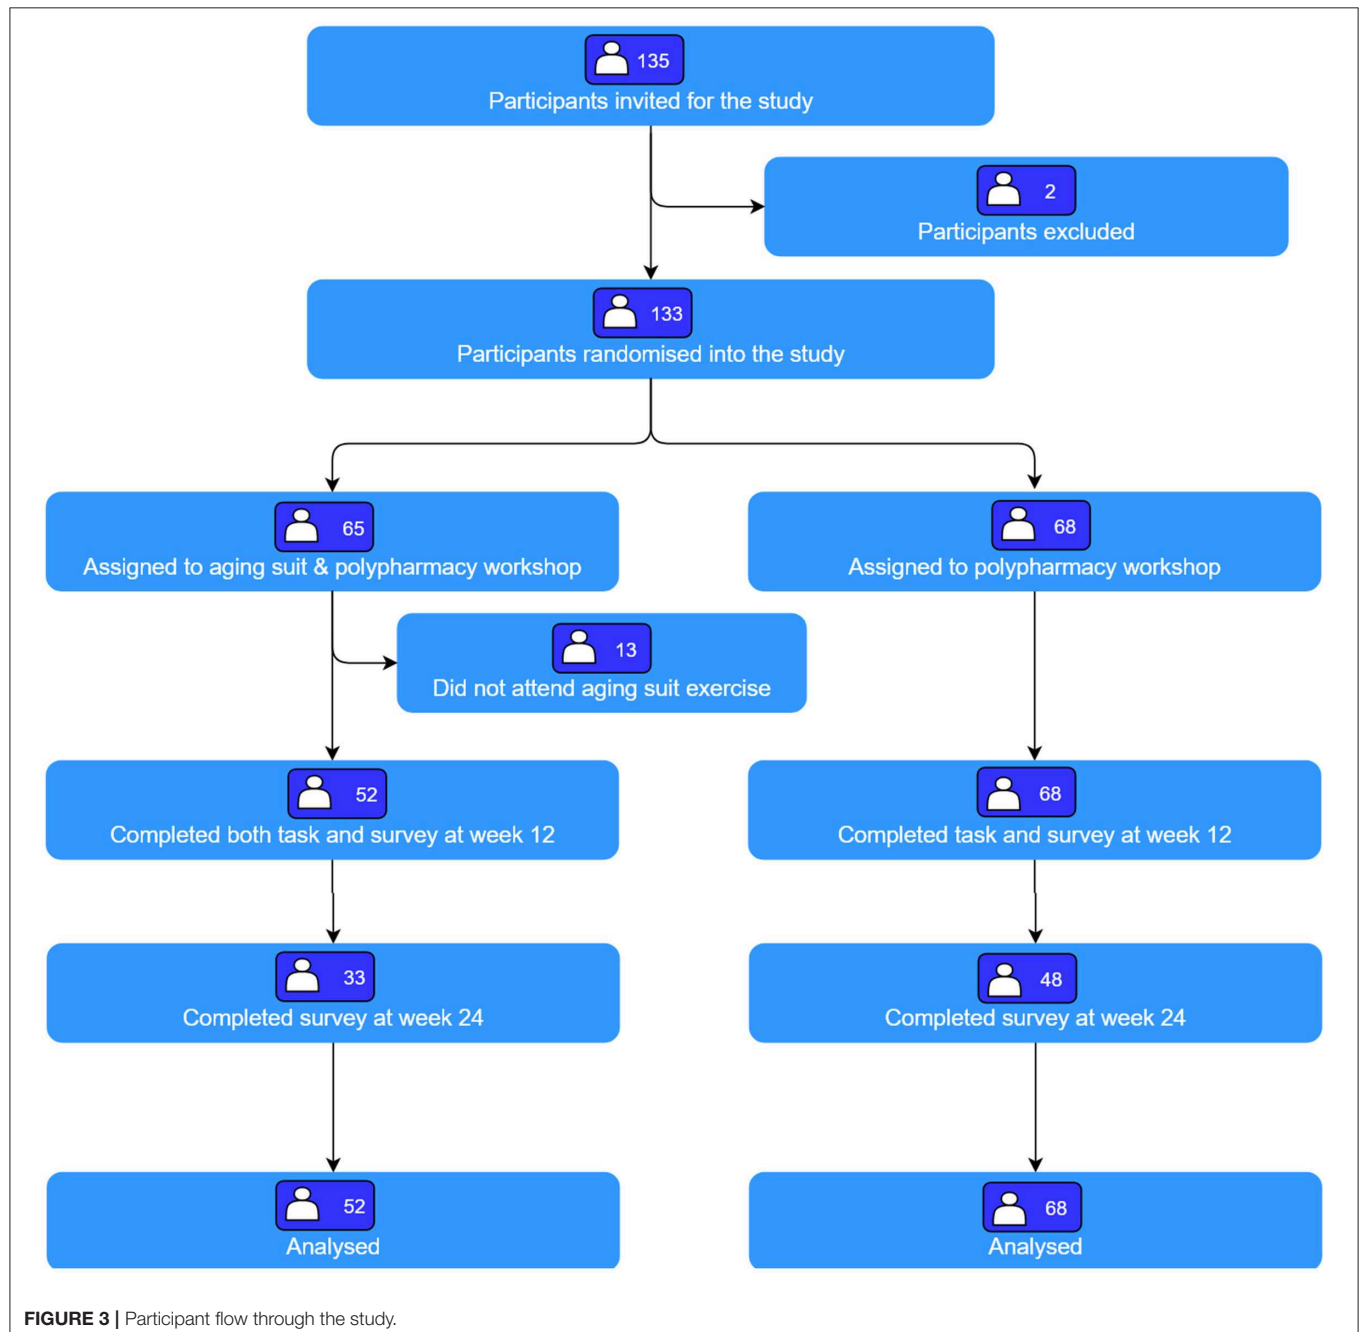 135
Participants invited for the study
2
Participants excluded
133
Participants randomised into the study
65
Assigned to aging suit & polypharmacy workshop
68
Assigned to polypharmacy workshop
13
Did not attend aging suit exercise
52
Completed both task and survey at week 12
68
Completed task and survey at week 12
33
Completed survey at week 24
48
Completed survey at week 24
52
Analysed
68
Analysed
FIGURE 3 | Participant flow through the study.